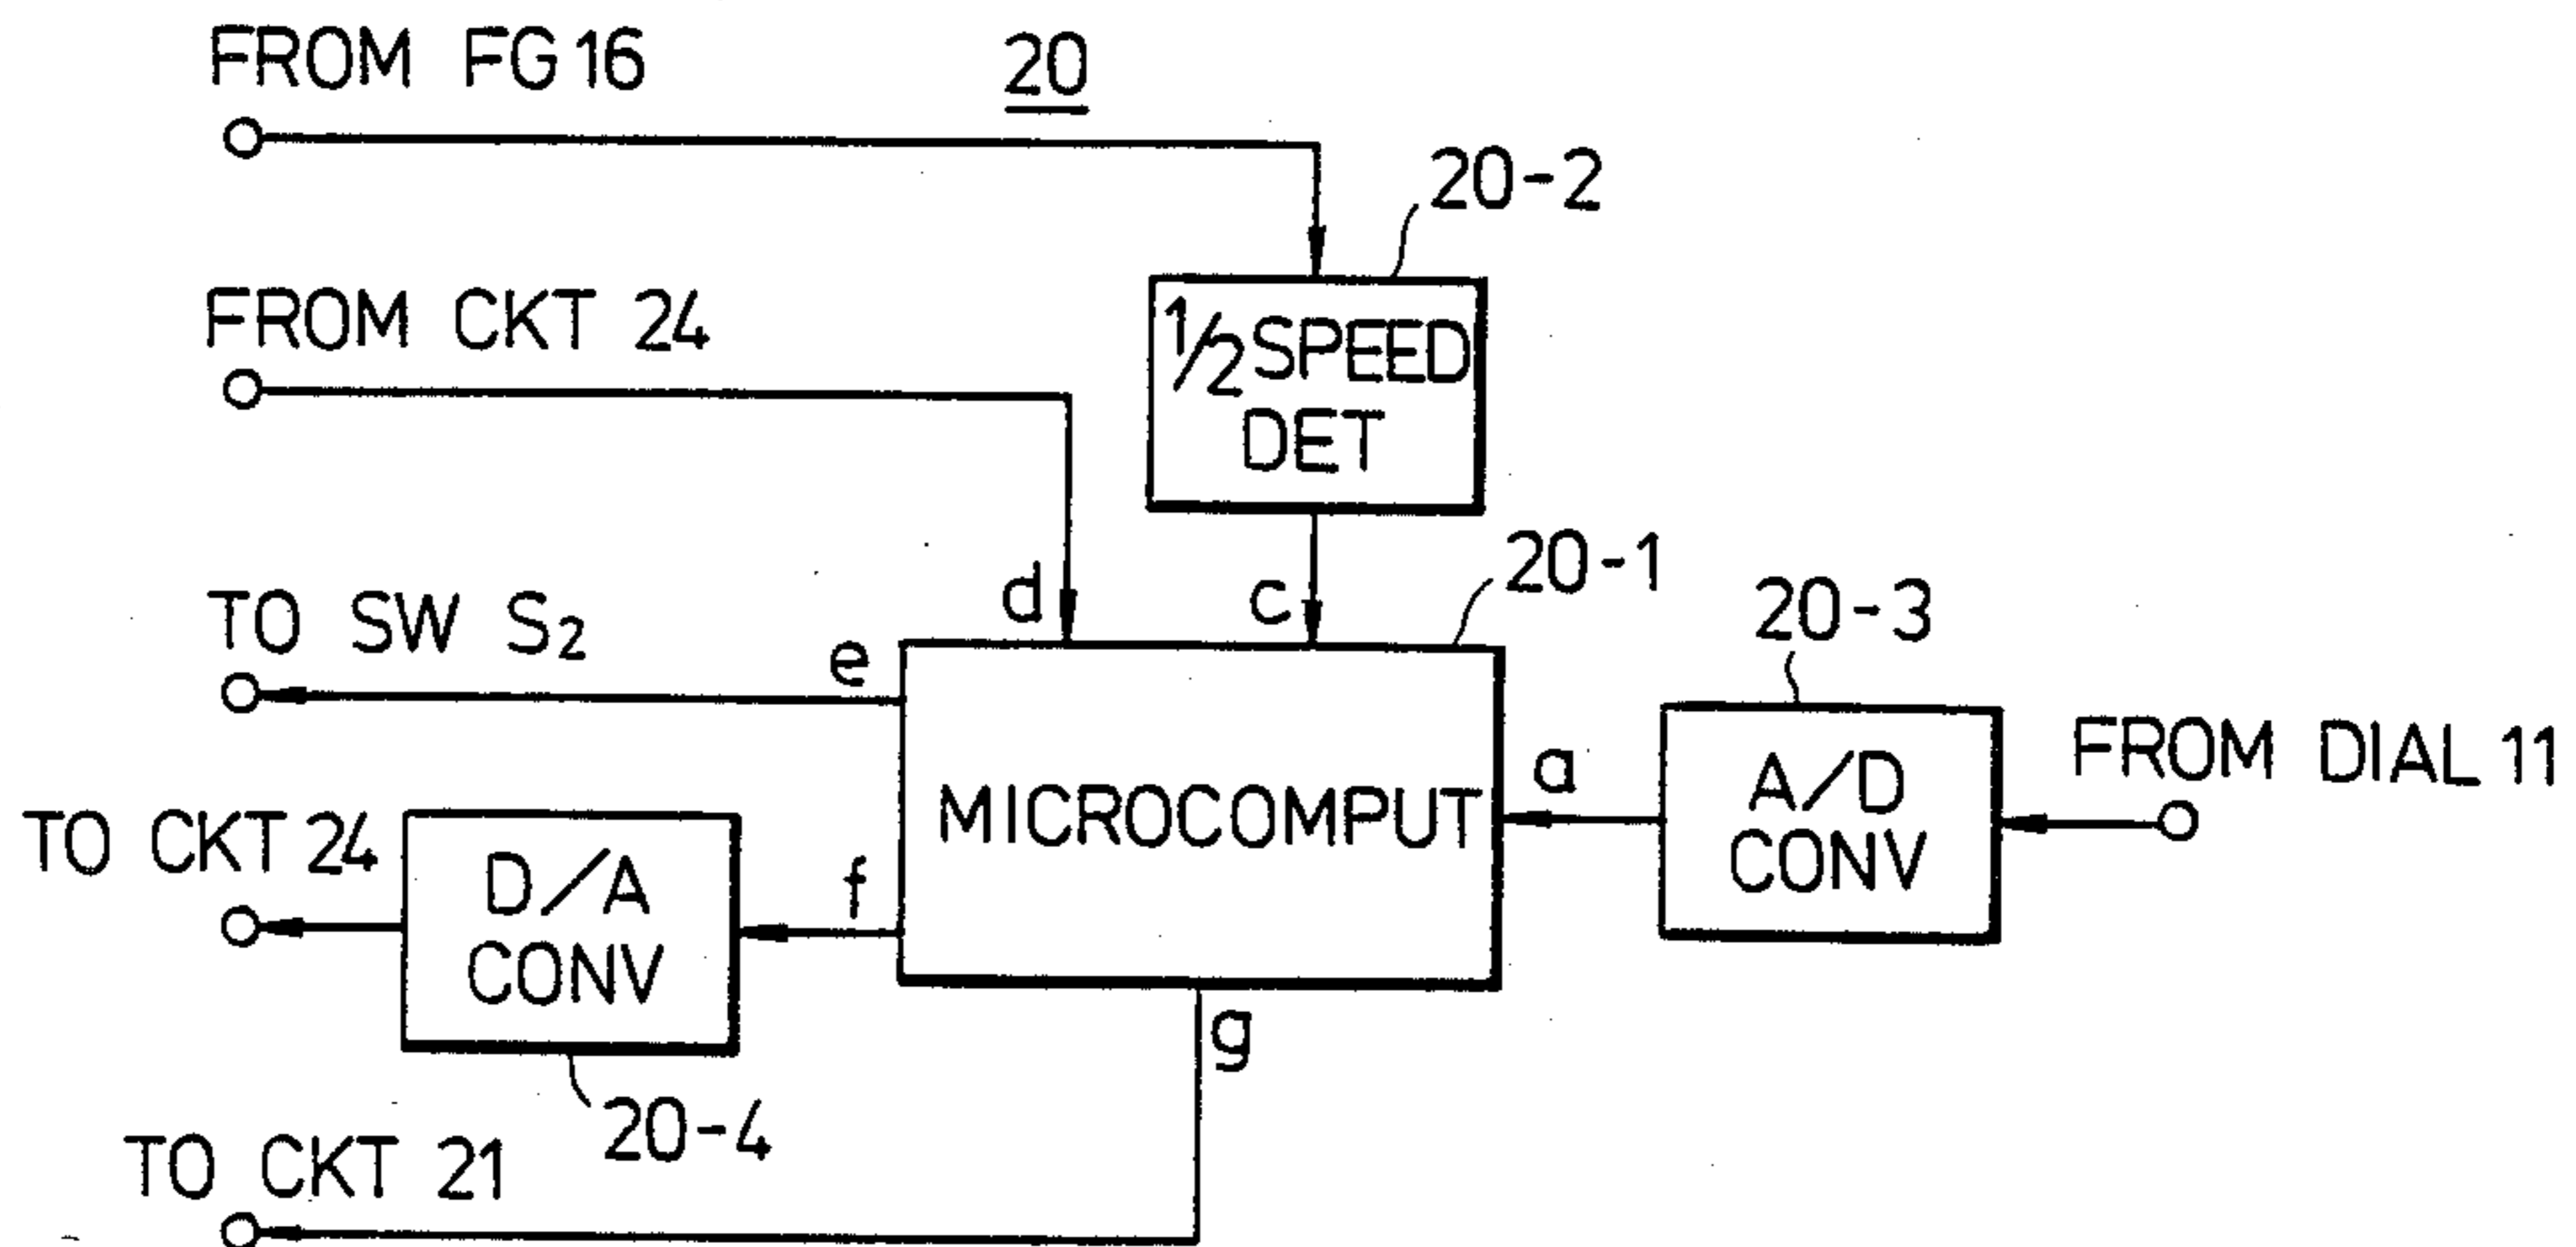 FROM FG 16
20
20-2
FROM CKT 24
1/2 SPEED
DET
20-1
d
c
20-3
TO SW S2
e
MICROCOMPUT
a
A/D
CONV
FROM DIAL 11
TO CKT 24
D/A
CONV
f
g
20-4
TO CKT 21